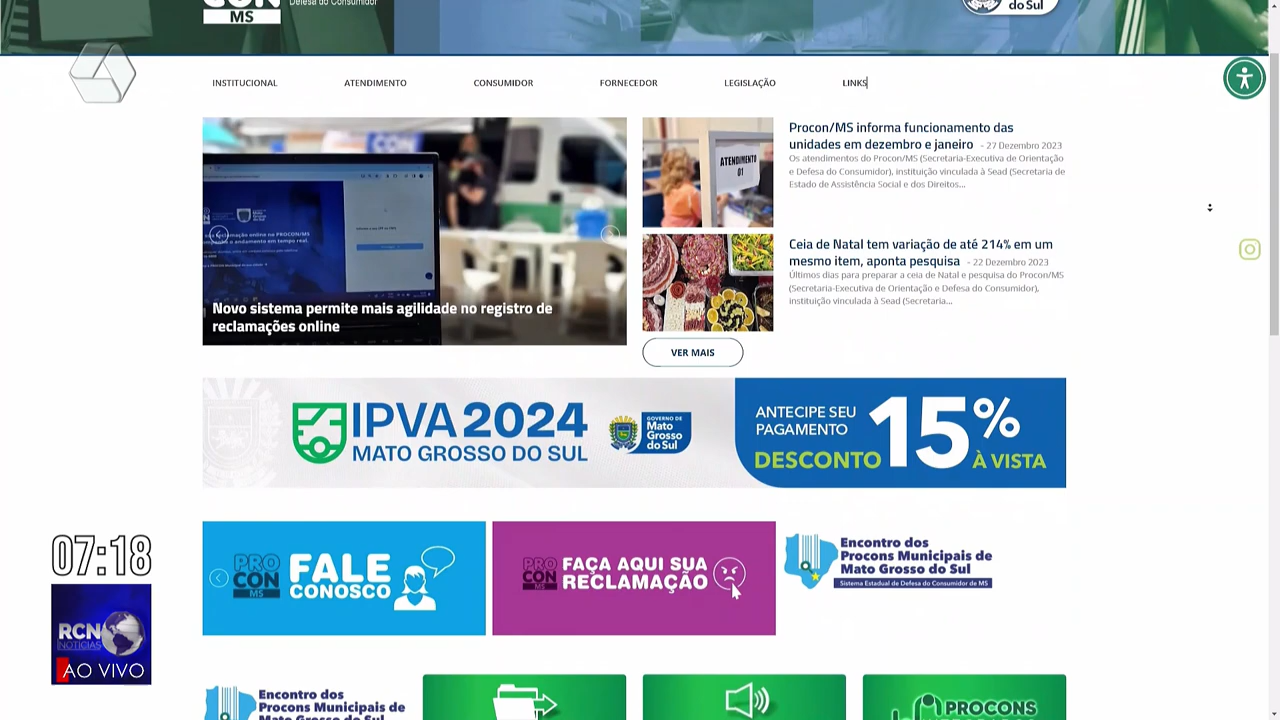 CON
MS
Defesa do Consumidor
do Sul
INSTITUCIONAL
ATENDIMENTO
CONSUMIDOR
FORNECEDOR
LEGISLAÇÃO
LINKS
Novo sistema permite mais agilidade no registro de
reclamações online
ATENDIMENTO
01
Procon/MS informa funcionamento das
unidades em dezembro e janeiro - 27 Dezembro 2023
Os atendimentos do Procon/MS (Secretaria-Executiva de Orientação
e Defesa do Consumidor), instituição vinculada à Sead (Secretaria de
Estado de Assistência Social e dos Direitos...
Ceia de Natal tem variação de até 214% em um
mesmo item, aponta pesquisa - 22 Dezembro 2023
Últimos dias para preparar a ceia de Natal e pesquisa do Procon/MS
(Secretaria-Executiva de Orientação e Defesa do Consumidor),
instituição vinculada à Sead (Secretaria...
VER MAIS
IPVA 2024
MATO GROSSO DO SUL
GOVERNO DE
Mato
Grosso
do Sul
ANTECIPE SEU
PAGAMENTO
DESCONTO
15%
À VISTA
PRO
CON
MS
FALE
CONOSCO
PRO
CON
MS
FAÇA AQUI SUA
RECLAMAÇÃO
Encontro dos
Procons Municipais de
Mato Grosso do Sul
Sistema Estadual de Defesa do Consumidor de MS
07:18
RCN
NOTÍCIAS
AO VIVO
Encontro dos
Procons Municipais de
Mato Grosso do Sul
PROCONS